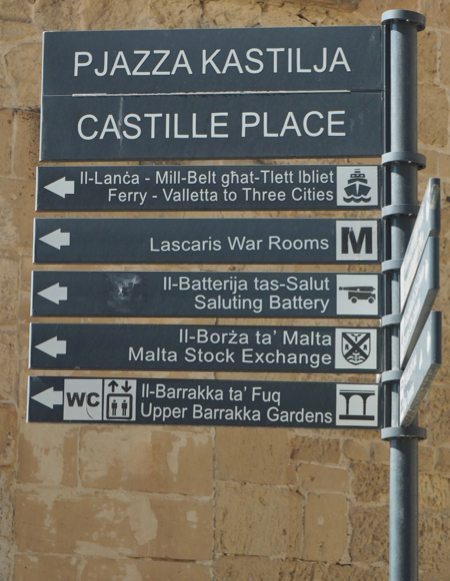 PJAZZA KASTILJA
CASTILLE PLACE
Il-Lanċa - Mill-Belt għat-Tlett Ibliet
Ferry - Valletta to Three Cities
Lascaris War Rooms M
Il-Batterija tas-Salut
Saluting Battery
Il-Borża ta' Malta
Malta Stock Exchange
WC Il-Barrakka ta' Fuq
Upper Barrakka Gardens